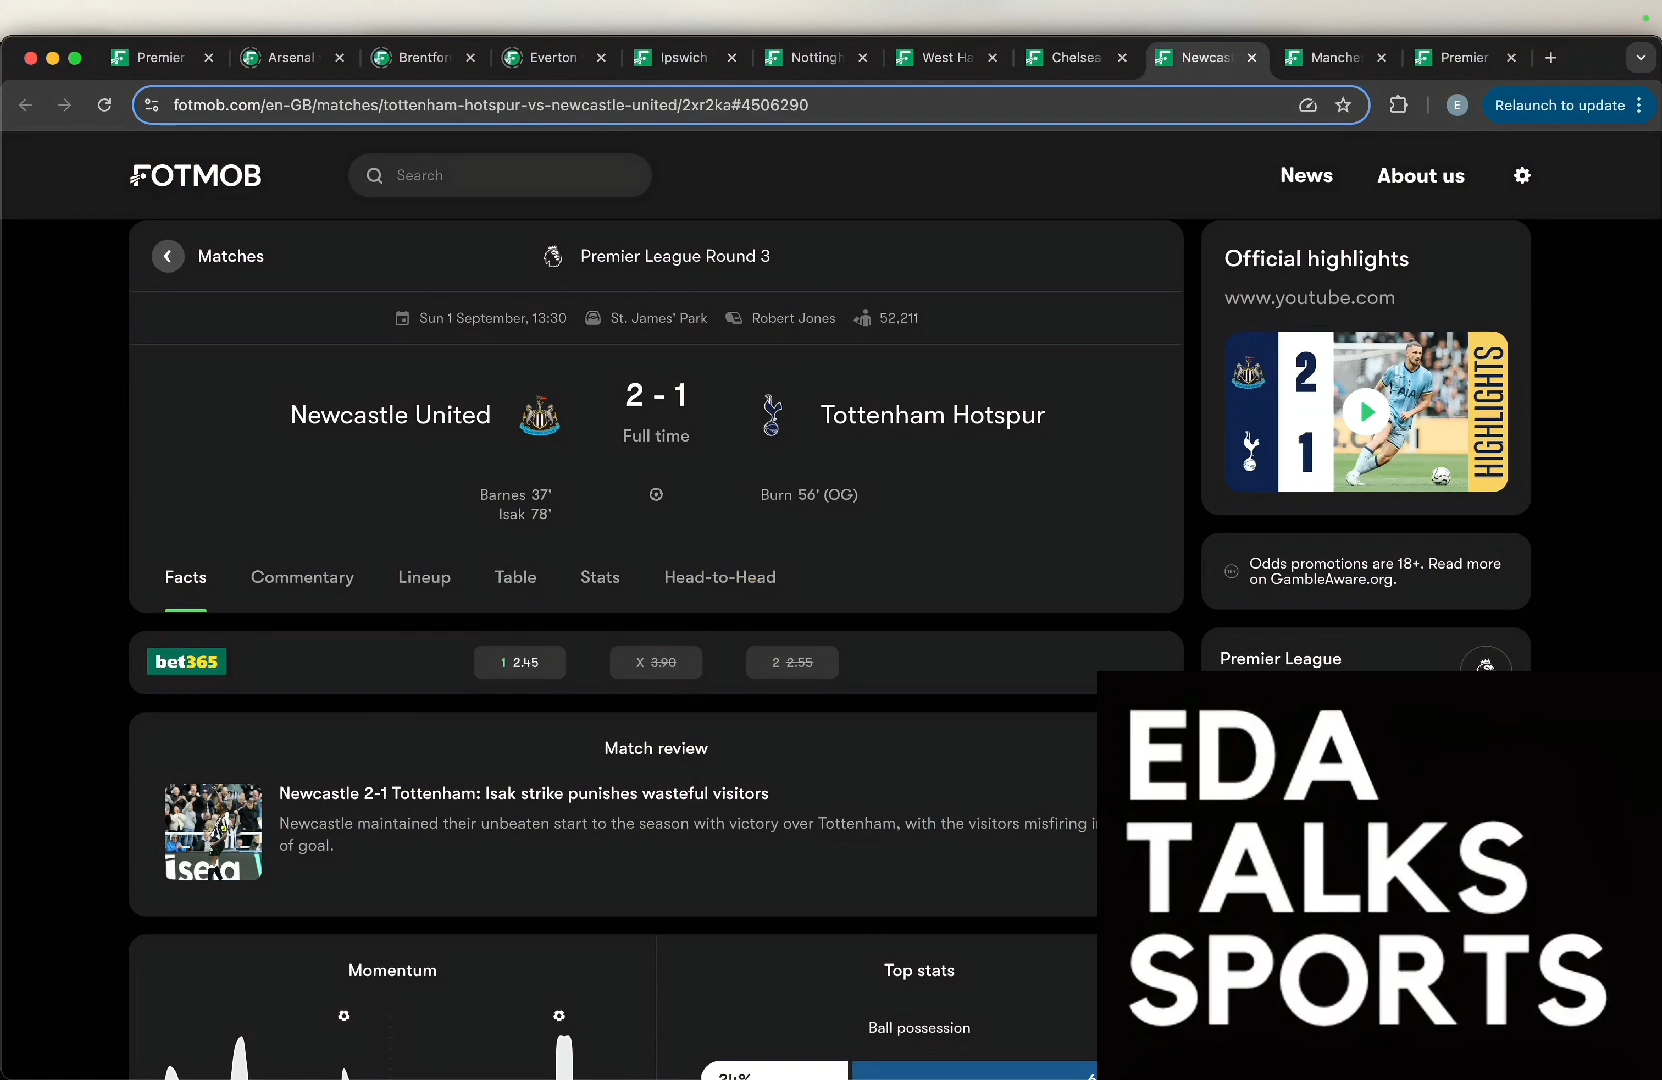 Premier
Arsenal
Brentfor
Everton
Ipswich
Notting
West Ha
Chelsea
Newcas
Manche
Premier
fotmob.com/en-GB/matches/tottenham-hotspur-vs-newcastle-united/2xr2ka#4506290
E
Relaunch to update
FOTMOB
Search
News
About us
Matches
Premier League Round 3
Sun 1 September, 13:30
St. James' Park
Robert Jones
52,211
Newcastle United
2 - 1
Full time
Tottenham Hotspur
Barnes 37'
Isak 78'
Burn 56' (OG)
Facts
Commentary
Lineup
Table
Stats
Head-to-Head
bet365
1 2.45
X 3.90
2 2.55
Match review
Newcastle 2-1 Tottenham: Isak strike punishes wasteful visitors
Newcastle maintained their unbeaten start to the season with victory over Tottenham, with the visitors misfiring i
of goal.
Momentum
Top stats
Ball possession
Official highlights
www.youtube.com
2
1
HIGHLIGHTS
AIA
Odds promotions are 18+. Read more
on GambleAware.org.
Premier League
EDA
TALKS
SPORTS